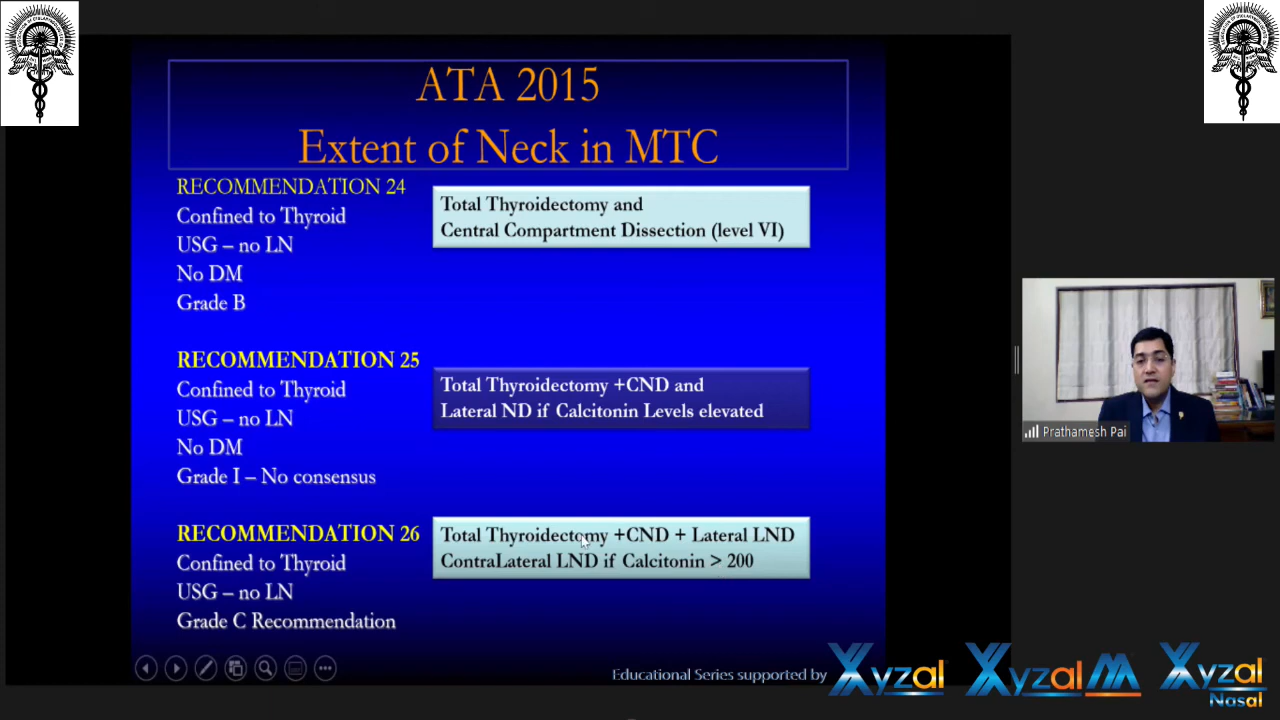 ATA 2015
Extent of Neck in MTC
RECOMMENDATION 24
Confined to Thyroid
USG – no LN
No DM
Grade B
Total Thyroidectomy and
Central Compartment Dissection (level VI)
RECOMMENDATION 25
Confined to Thyroid
USG – no LN
No DM
Grade I – No consensus
Total Thyroidectomy +CND and
Lateral ND if Calcitonin Levels elevated
RECOMMENDATION 26
Confined to Thyroid
USG – no LN
Grade C Recommendation
Total Thyroidectomy +CND + Lateral LND
ContraLateral LND if Calcitonin > 200
Prathamesh Pai
Educational Series supported by
Xyzal
Xyzal M
Xyzal
Nasal